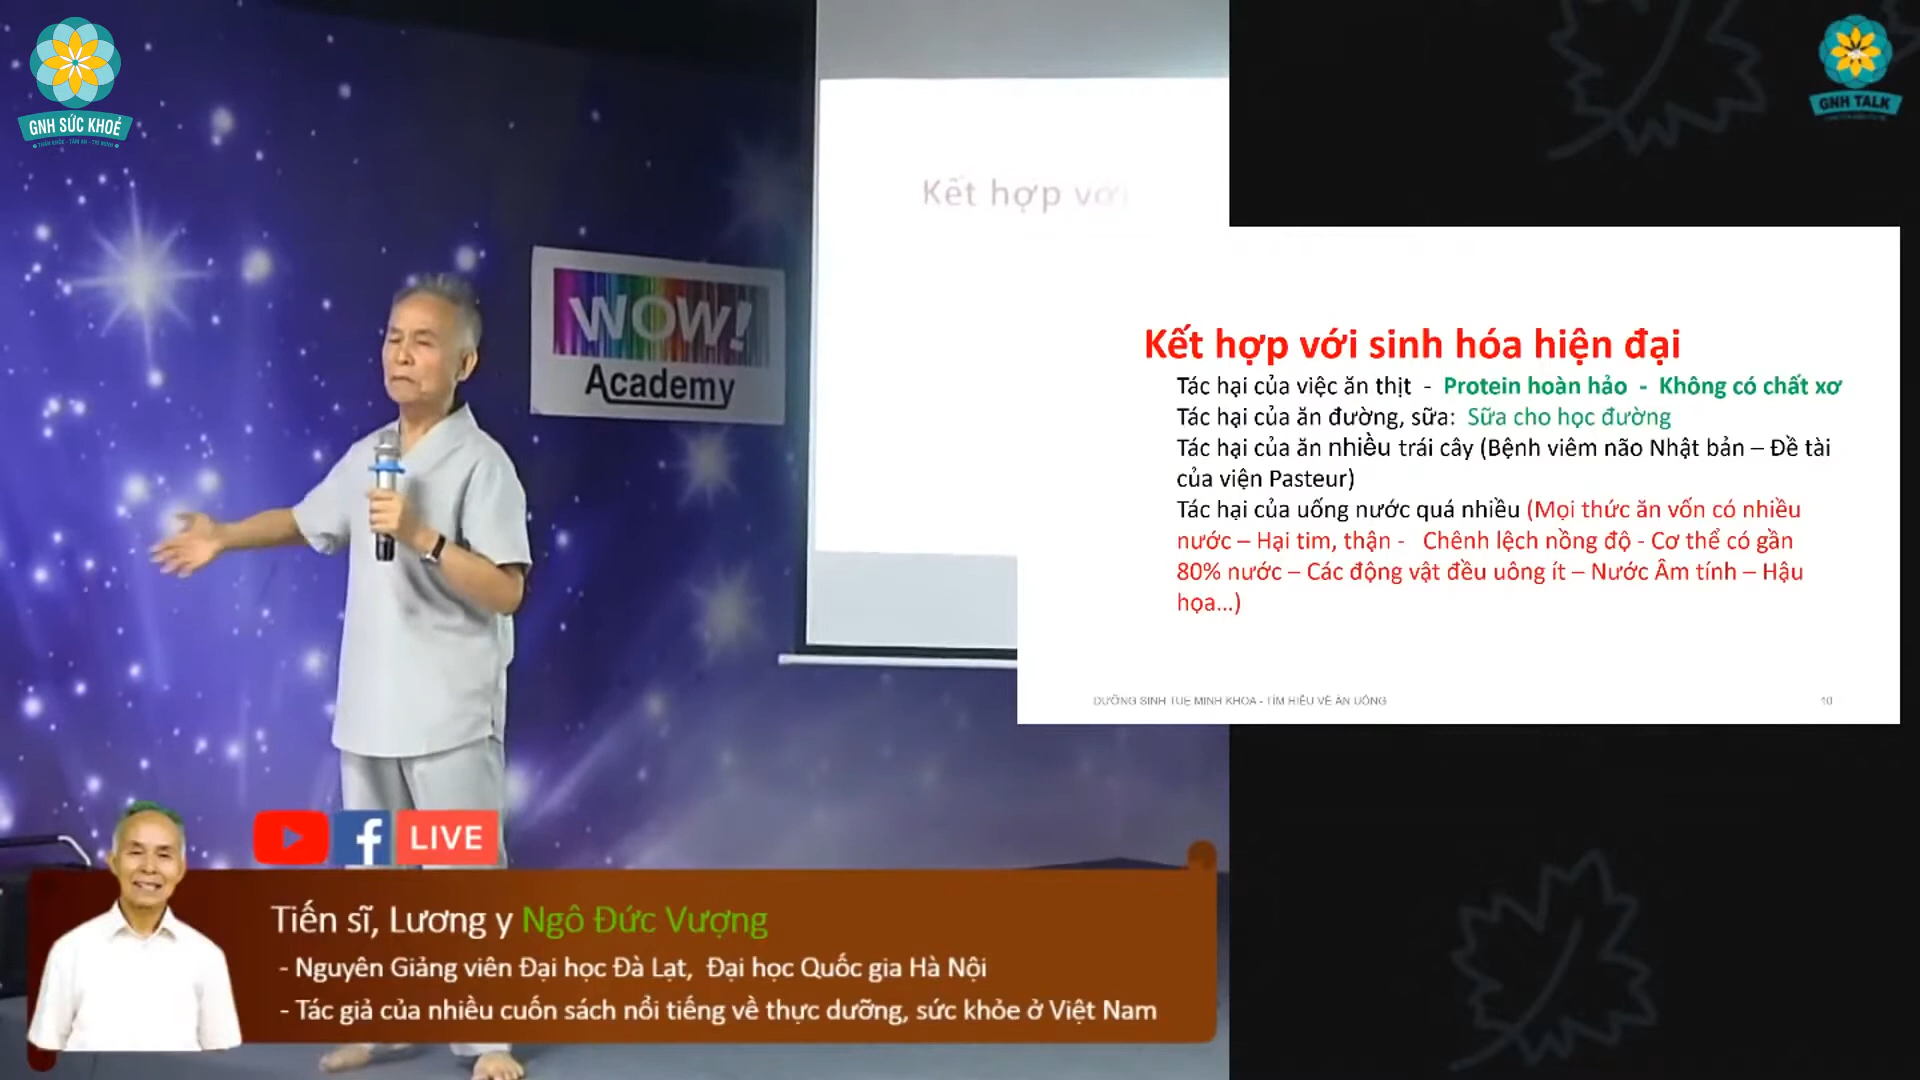 GNH SỨC KHOẺ
GNH TALK
Kết hợp với
WOW!
Academy
Kết hợp với sinh hóa hiện đại
Tác hại của việc ăn thịt - Protein hoàn hảo - Không có chất xơ
Tác hại của ăn đường, sữa: Sữa cho học đường
Tác hại của ăn nhiều trái cây (Bệnh viêm não Nhật bản – Đề tài
của viện Pasteur)
Tác hại của uống nước quá nhiều (Mọi thức ăn vốn có nhiều
nước – Hại tim, thận - Chênh lệch nồng độ - Cơ thể có gần
80% nước – Các động vật đều uông ít – Nước Âm tính – Hậu
họa...)
DƯỠNG SINH TUỆ MINH KHOA - TÌM HIỂU VỀ ĂN UỐNG
10
LIVE
Tiến sĩ, Lương y Ngô Đức Vượng
- Nguyên Giảng viên Đại học Đà Lạt, Đại học Quốc gia Hà Nội
- Tác giả của nhiều cuốn sách nổi tiếng về thực dưỡng, sức khỏe ở Việt Nam